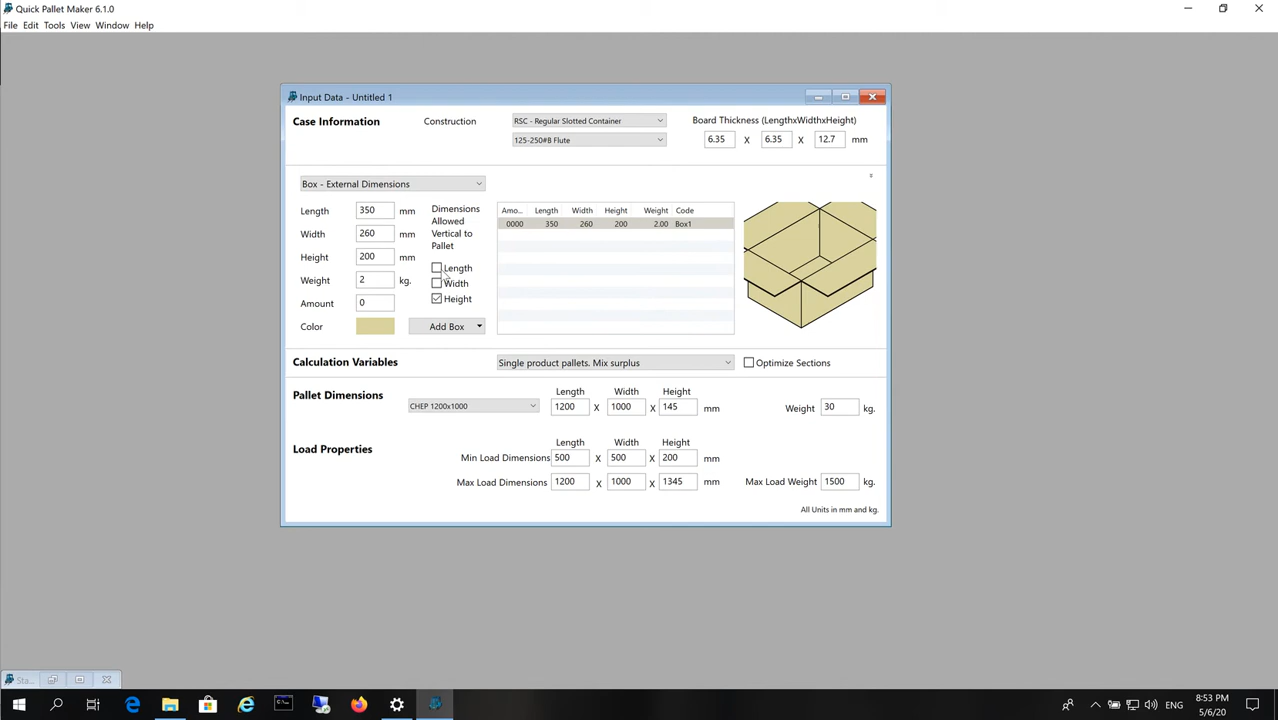 Quick Pallet Maker 6.1.0
File Edit Tools View Window Help
Input Data - Untitled 1
Case Information
Construction
RSC - Regular Slotted Container
125-250#B Flute
Board Thickness (LengthxWidthxHeight)
6.35 X 6.35 X 12.7 mm
Box - External Dimensions
Length 350 mm
Width 260 mm
Height 200 mm
Weight 2 kg.
Amount 0
Color
Dimensions
Allowed
Vertical to
Pallet
Length
Width
Height
Add Box
Amo... Length Width Height Weight Code
0000 350 260 200 2.00 Box1
Calculation Variables
Single product pallets. Mix surplus
Optimize Sections
Pallet Dimensions
CHEP 1200x1000
Length Width Height
1200 X 1000 X 145 mm
Weight 30 kg.
Load Properties
Length Width Height
Min Load Dimensions 500 X 500 X 200 mm
Max Load Dimensions 1200 X 1000 X 1345 mm
Max Load Weight 1500 kg.
All Units in mm and kg.
Sta...
ENG
8:53 PM
5/6/20